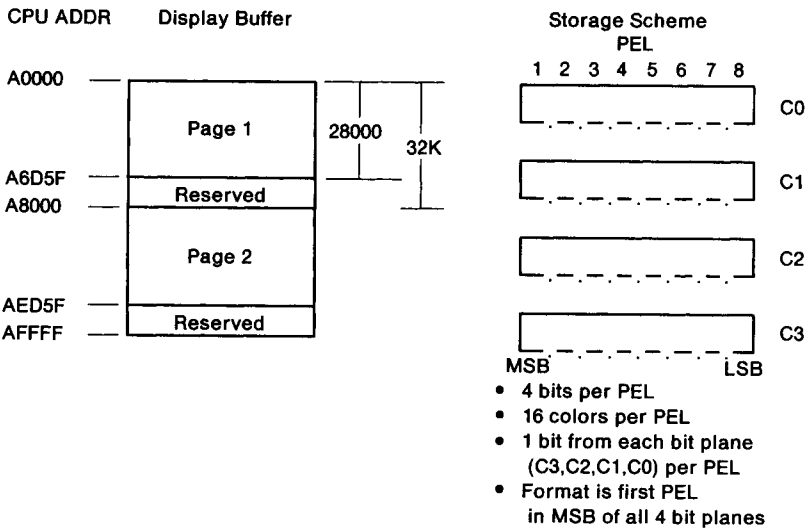 CPU ADDR Display Buffer
A0000
Page 1
28000
32K
A6D5F
Reserved
A8000
Page 2
AED5F
Reserved
AFFFF
Storage Scheme
PEL
1 2 3 4 5 6 7 8
C0
C1
C2
C3
MSB LSB
• 4 bits per PEL
• 16 colors per PEL
• 1 bit from each bit plane
(C3,C2,C1,C0) per PEL
• Format is first PEL
in MSB of all 4 bit planes